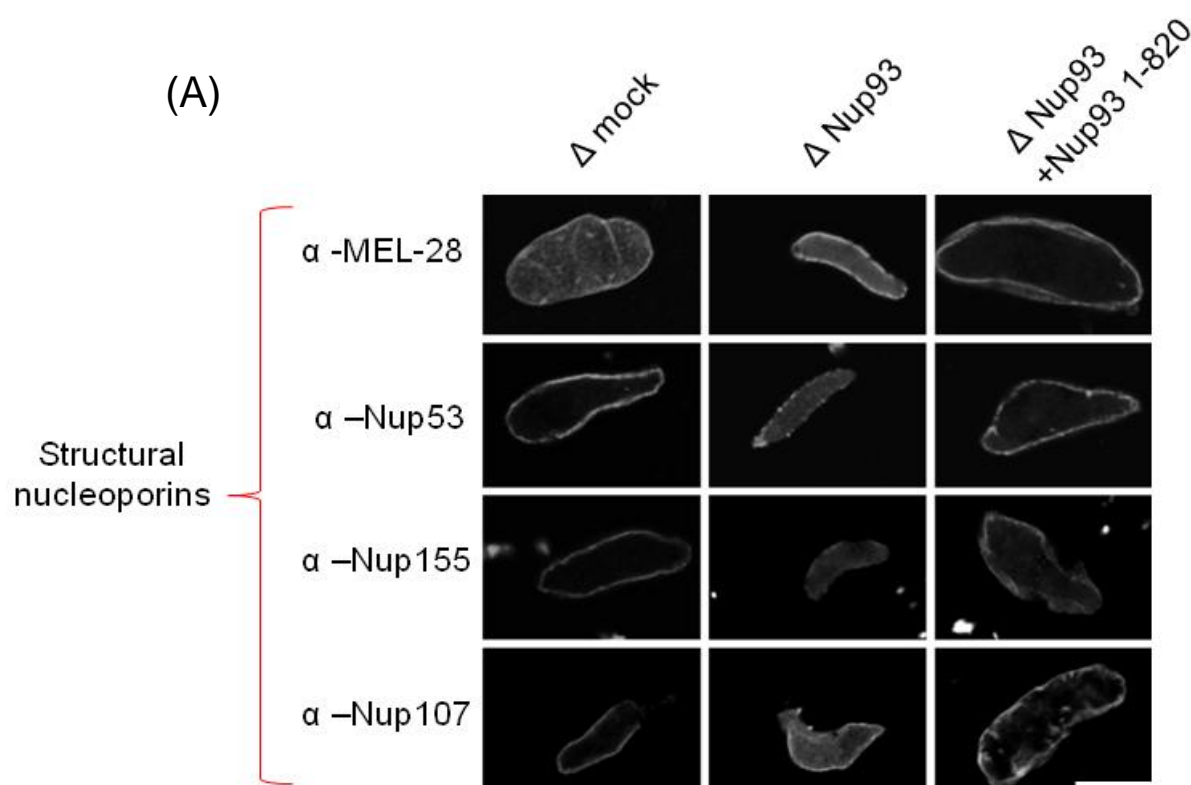 (A)
Δ mock
Δ Nup93
Δ Nup93
+Nup93 1-820
α -MEL-28
α –Nup53
Structural
nucleoporins
α –Nup155
α –Nup107